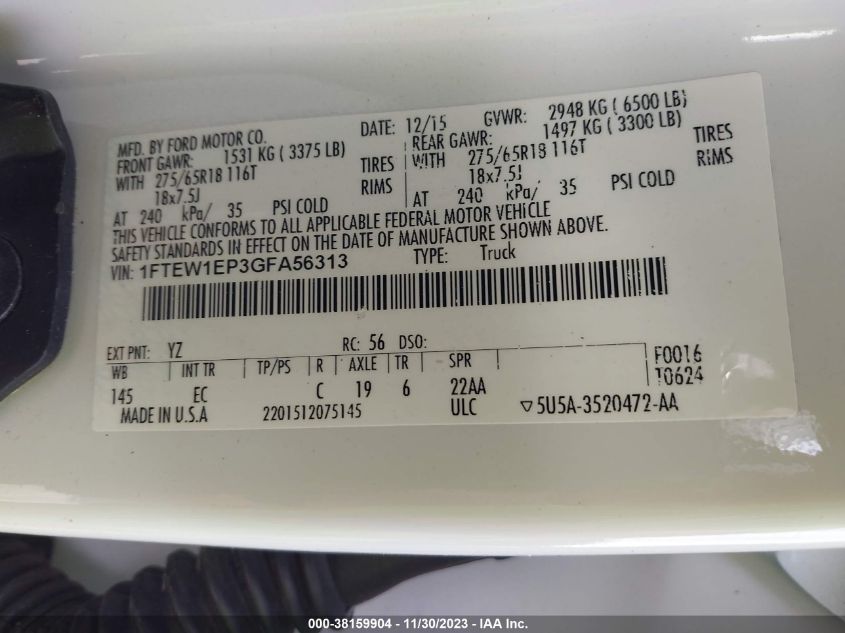 MFD. BY FORD MOTOR CO. DATE: 12/15 GVWR: 2948 KG ( 6500 LB)
FRONT GAWR: 1531 KG ( 3375 LB) REAR GAWR: 1497 KG ( 3300 LB)
WITH 275/65R18 116T TIRES WITH 275/65R18 116T TIRES
18x7.5J RIMS 18x7.5J RIMS
AT 240 kPa/ 35 PSI COLD AT 240 kPa/ 35 PSI COLD
THIS VEHICLE CONFORMS TO ALL APPLICABLE FEDERAL MOTOR VEHICLE
SAFETY STANDARDS IN EFFECT ON THE DATE OF MANUFACTURE SHOWN ABOVE.
VIN: 1FTEW1EP3GFA56313 TYPE: Truck
EXT PNT: YZ RC: 56 DSO:
WB INT TR TP/PS R AXLE TR SPR F0016
145 EC C 19 6 22AA T0624
MADE IN U.S.A 2201512075145 ULC ▽ 5U5A-3520472-AA
000-38159904 - 11/30/2023 - IAA Inc.